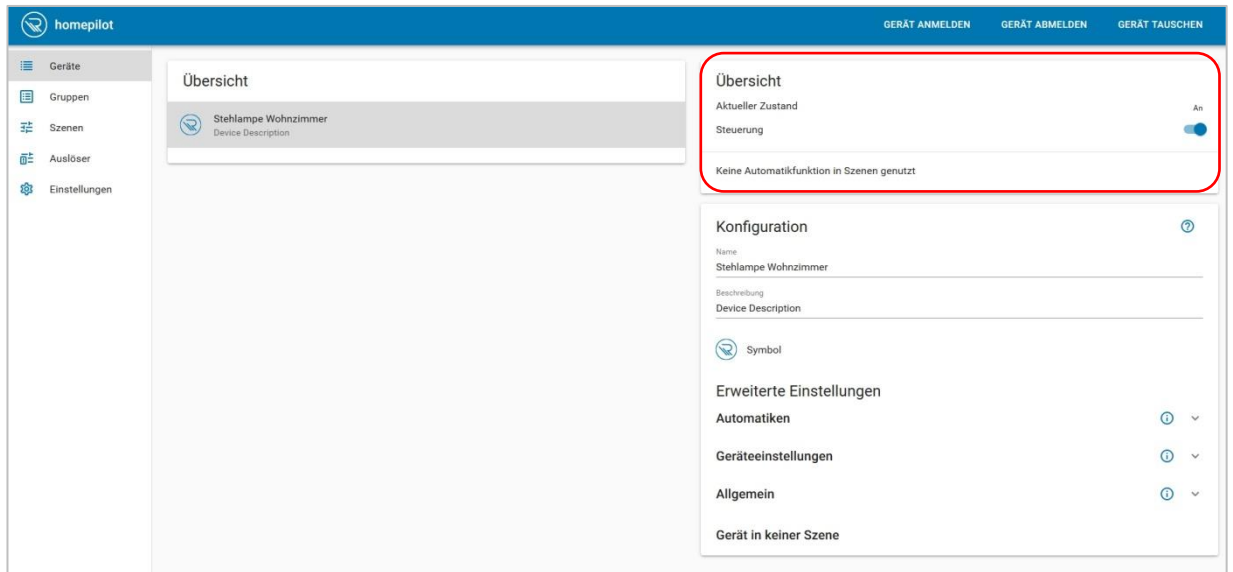 homepilot
GERÄT ANMELDEN GERÄT ABMELDEN GERÄT TAUSCHEN
Geräte
Gruppen
Szenen
Auslöser
Einstellungen
Übersicht
Stehlampe Wohnzimmer
Device Description
Übersicht
Aktueller Zustand An
Steuerung
Keine Automatikfunktion in Szenen genutzt
Konfiguration
Name
Stehlampe Wohnzimmer
Beschreibung
Device Description
Symbol
Erweiterte Einstellungen
Automatiken
Geräteeinstellungen
Allgemein
Gerät in keiner Szene